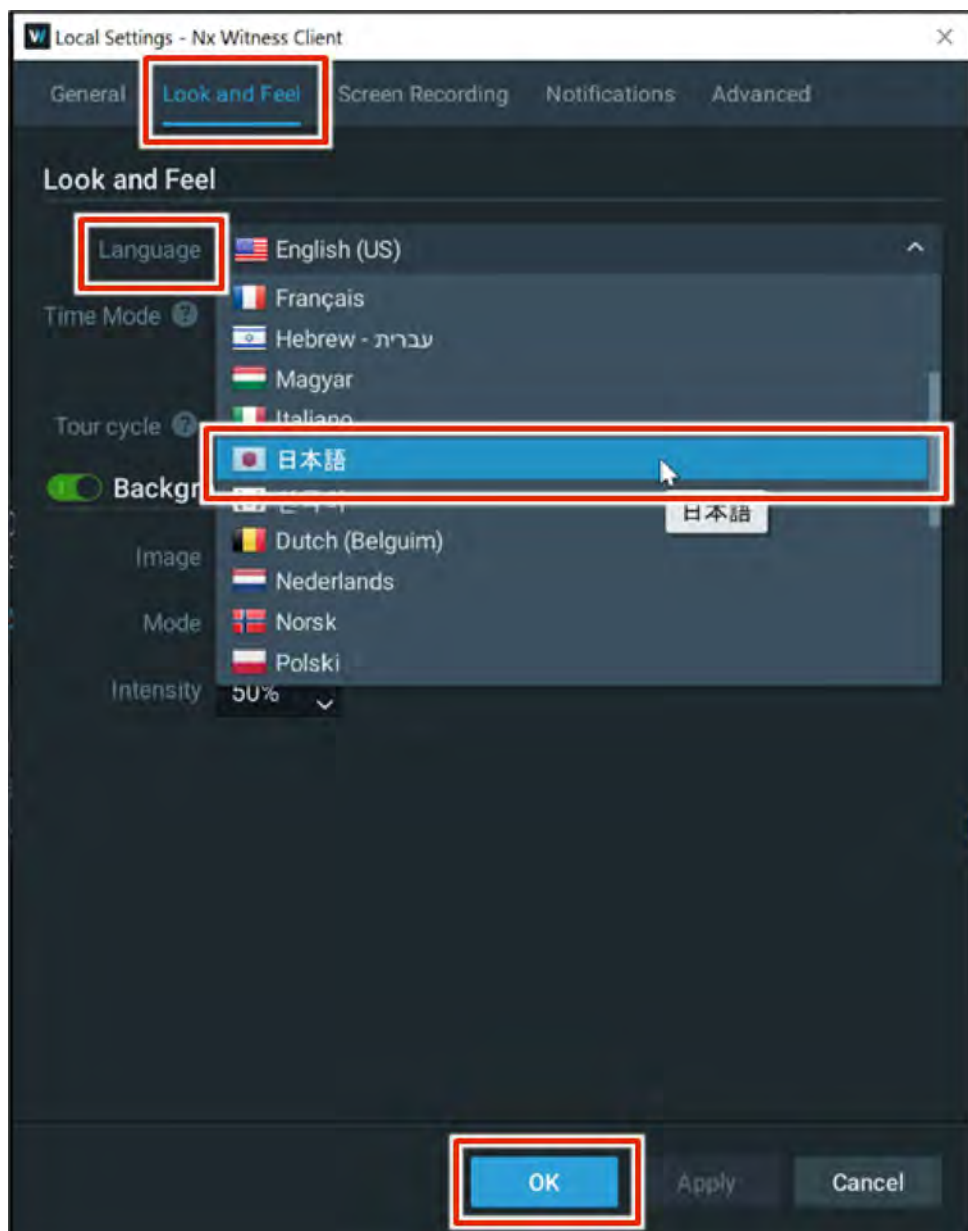 Local Settings - Nx Witness Client
General Look and Feel Screen Recording Notifications Advanced
Look and Feel
Language English (US)
Français
Time Mode
Hebrew - עברית
Magyar
Italiano
Tour cycle
日本語
Backgr
日本語
Image
Dutch (Belguim)
Nederlands
Mode
Norsk
Polski
Intensity 50%
OK Apply Cancel